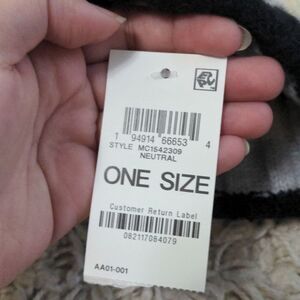 1 94914 66653 4
STYLE MC1542309
NEUTRAL
ONE SIZE
Customer Return Label
082117084079
AA01-001